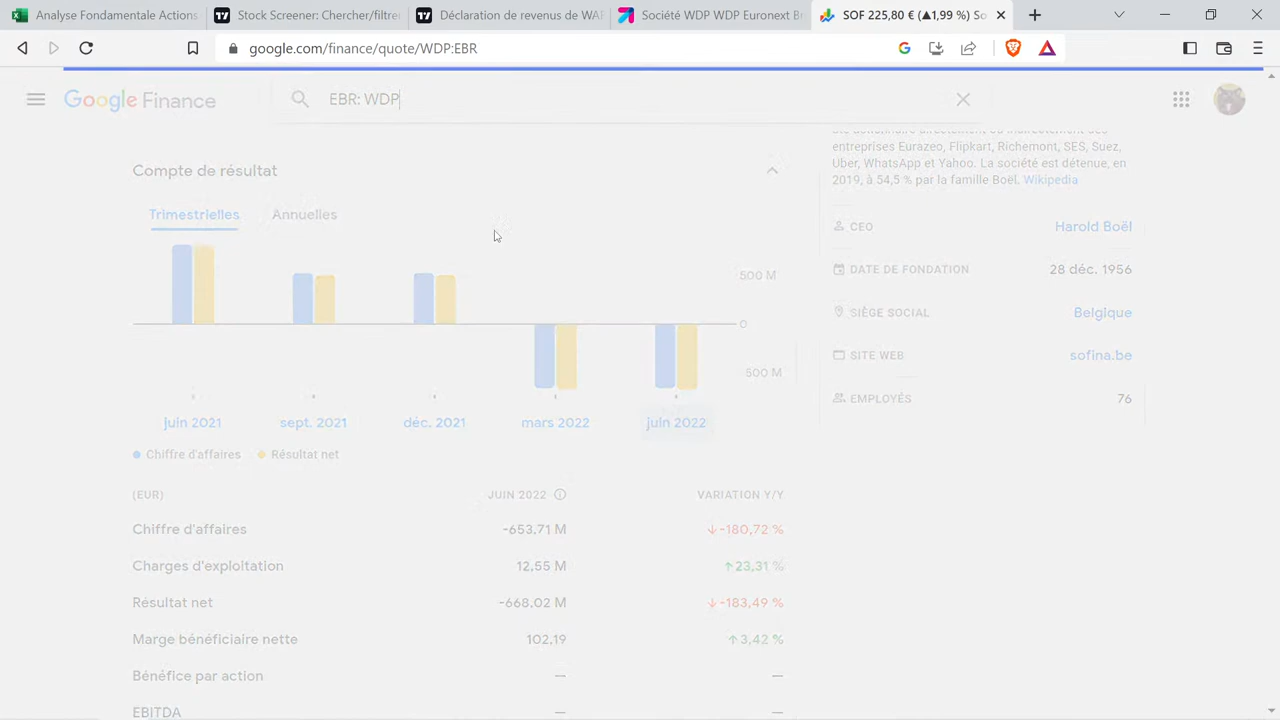 Analyse Fondamentale Actions
Stock Screener: Chercher/filtre
Déclaration de revenus de WA
Société WDP WDP Euronext B
SOF 225,80 € (▲1,99 %) So
google.com/finance/quote/WDP:EBR
Google Finance
EBR: WDP
entreprises Eurazeo, Flipkart, Richemont, SES, Suez,
Uber, WhatsApp et Yahoo. La société est détenue, en
2019, à 54,5 % par la famille Boël. Wikipedia
Compte de résultat
Trimestrielles
Annuelles
500 M
0
500 M
juin 2021
sept. 2021
déc. 2021
mars 2022
juin 2022
Chiffre d'affaires
Résultat net
(EUR)
JUIN 2022
VARIATION Y/Y
Chiffre d'affaires
-653,71 M
-180,72 %
Charges d'exploitation
12,55 M
23,31 %
Résultat net
-668,02 M
-183,49 %
Marge bénéficiaire nette
102,19
3,42 %
Bénéfice par action
—
—
EBITDA
—
—
CEO
Harold Boël
DATE DE FONDATION
28 déc. 1956
SIÈGE SOCIAL
Belgique
SITE WEB
sofina.be
EMPLOYÉS
76